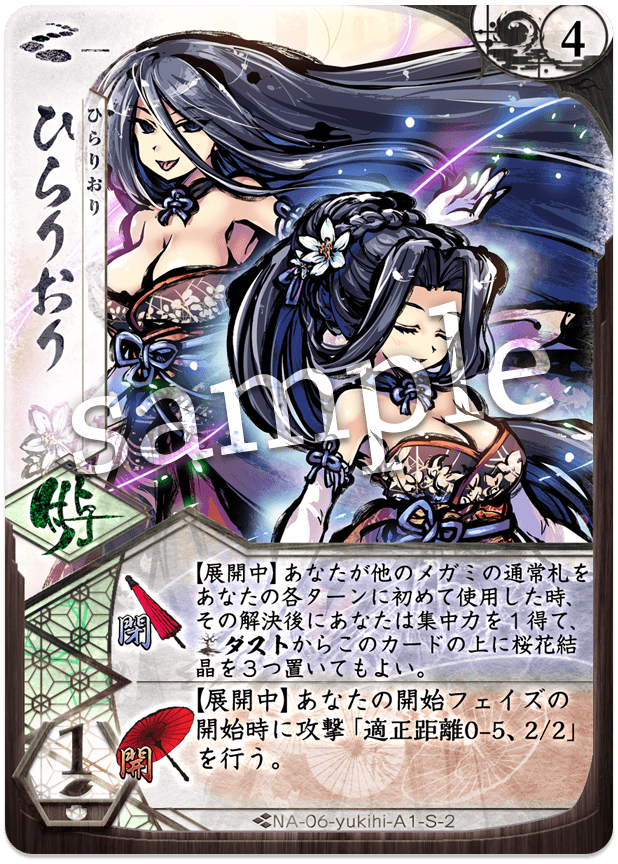 4
ひらりおり
ひらりおり
sample
閉
【展開中】あなたが他のメガミの通常札を
あなたの各ターンに初めて使用した時、
その解決後にあなたは集中力を1得て、
ダストからこのカードの上に桜花結
晶を3つ置いてもよい。
開
【展開中】あなたの開始フェイズの
開始時に攻撃「適正距離0-5、2/2」
を行う。
1
NA-06-yukihi-A1-S-2